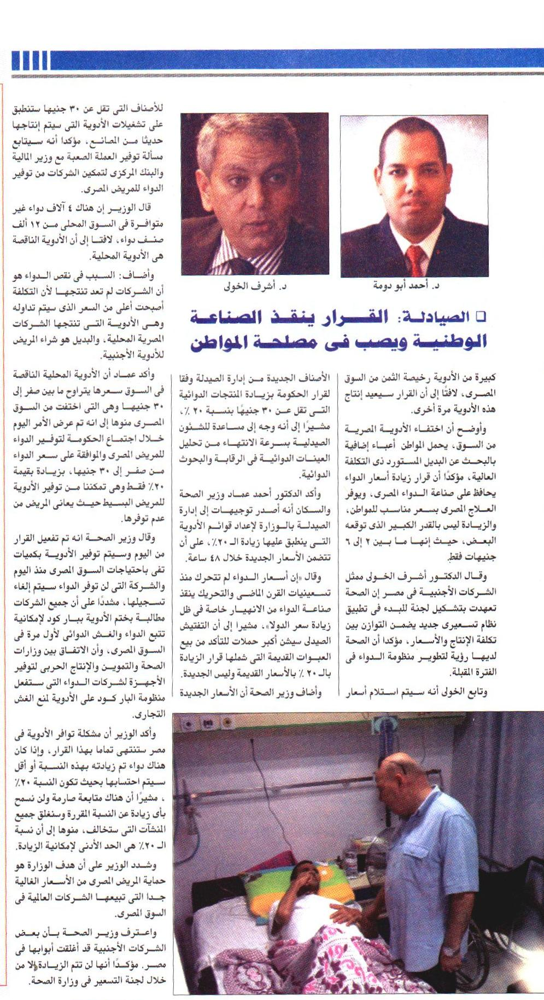 د. أحمد أبو دومة
د. أشرف الخولى
❑ الصيادلة: القرار ينقذ الصناعة
الوطنية ويصب فى مصلحة المواطن
كبيرة من الأدوية رخيصة الثمن من السوق
المصرى، لافتًا إلى أن القرار سيعيد إنتاج
هذه الأدوية مرة أخرى.
وأوضح أن اختفاء الأدوية المصرية
من السوق، يحمل المواطن أعباء إضافية
بالبحث عن البديل المستورد ذى التكلفة
العالية، مؤكدًا أن قرار زيادة أسعار الدواء
يحافظ على صناعة الدواء المصرى، ويوفر
العلاج المصرى بسعر مناسب للمواطن،
والزيادة ليس بالقدر الكبير الذى توقعه
البعض، حيث إنها ما بين ٢ إلى ٦
جنيهات فقط.
وقال الدكتور أشرف الخولى ممثل
الشركات الأجنبية فى مصر إن الصحة
تعهدت بتشكيل لجنة للبدء فى تطبيق
نظام تسعيرى جديد يضمن التوازن بين
تكلفة الإنتاج والأسعار، مؤكدا أن الصحة
لديها رؤية لتطوير منظومة الدواء فى
الفترة المقبلة.
وتابع الخولى أنه سيتم استلام أسعار
الأصناف الجديدة من إدارة الصيدلة وفقا
لقرار الحكومة بزيادة المنتجات الدوائية
التى تقل عن ٣٠ جنيهًا بنسبة ٢٠ ٪،
مشيرًا إلى أنه وجه إلى مساعدة للشئون
الصيدلية بسرعة الانتهاء من تحليل
العينات الدوائية فى الرقابة والبحوث
الدوائية.
وأكد الدكتور أحمد عماد وزير الصحة
والسكان أنه أصدر توجيهات إلى إدارة
الصيدلة بالوزارة لإعداد قوائم الأدوية
التى ينطبق عليها زيادة الـ ٢٠٪، على أن
تتضمن الأسعار الجديدة خلال ٤٨ ساعة.
وقال «إن أسعار الدواء لم تتحرك منذ
تسعينيات القرن الماضى والتحريك ينقذ
صناعة الدواء من الانهيار خاصة فى ظل
زيادة سعر الدولا»، مشيرا إلى أن التفتيش
الصيدلى سيشن أكبر حملات للتأكد من بيع
العبوات القديمة التى شملها قرار الزيادة
بالـ ٢٠ ٪ بالأسعار القديمة وليس الجديدة.
وأضاف وزير الصحة أن الأسعار الجديدة
للأصناف التى تقل عن ٣٠ جنيها ستنطبق
على تشغيلات الأدوية التى سيتم إنتاجها
حديثا من المصانع، مؤكدا أنه سيتابع
مسألة توفير العملة الصعبة مع وزير المالية
والبنك المركزى لتمكين الشركات من توفير
الدواء للمريض المصرى.
قال الوزير إن هناك ٤ آلاف دواء غير
متوافرة فى السوق المحلى من ١٢ ألف
صنف دواء، لافتا إلى أن الأدوية الناقصة
هى الأدوية المحلية.
وأضاف: السبب فى نقص الدواء هو
أن الشركات لم تعد تنتجها لأن التكلفة
أصبحت أعلى من السعر الذى سيتم تداوله
وهى الأدوية التى تنتجها الشركات
المصرية المحلية، والبديل هو شراء المريض
للأدوية الأجنبية.
وأكد عماد أن الأدوية المحلية الناقصة
فى السوق سعرها يتراوح ما بين صفر إلى
٣٠ جنيها وهى التى اختفت من السوق
المصرى منوها إلى انه تم عرض الأمر اليوم
خلال اجتماع الحكومة لتوفير الدواء
للمريض المصرى والموافقة على سعر الدواء
من صفر إلى ٣٠ جنيها، بزيادة بقيمة
٢٠٪ فقط وهى تمكننا من توفير الأدوية
للمريض البسيط حيث يعانى المريض من
عدم توفرها.
وقال وزير الصحة انه تم تفعيل القرار
من اليوم وسيتم توفير الأدوية بكميات
تفى باحتياجات السوق المصرى منذ اليوم
والشركة التى لن توفر الدواء سيتم إلغاء
تسجيلها، مشددًا على أن جميع الشركات
مطالبة بختم الأدوية ببار كود لإمكانية
تتبع الدواء والغش الدوائى لأول مرة فى
السوق المصرى، وأن الاتفاق بين وزارات
الصحة والتموين والإنتاج الحربى لتوفير
الأجهزة لشركات الدواء التى ستفعل
منظومة البار كود على الأدوية لمنع الغش
التجارى.
وأكد الوزير أن مشكلة توافر الأدوية فى
مصر ستنتهى تماما بهذا القرار، وإذا كان
هناك دواء تم زيادته بهذه النسبة أو أقل
سيتم احتسابها بحيث تكون النسبة ٢٠٪
، مشيرًا أن هناك متابعة صارمة ولن نسمح
بأى زيادة عن النسبة المقررة وسنغلق جميع
المنشآت التى ستخالف، منوها إلى أن نسبة
الـ ٢٠٪ هى الحد الأدنى لإمكانية الزيادة.
وشدد الوزير على أن هدف الوزارة هو
حماية المريض المصرى من الأسعار الغالية
جدا التى تبيعها الشركات العالمية فى
السوق المصرى.
واعترف وزير الصحة بأن بعض
الشركات الأجنبية قد أغلقت أبوابها فى
مصر. مؤكدًا أنها لن تتم الزيادة إلا من
خلال لجنة التسعير فى وزارة الصحة.